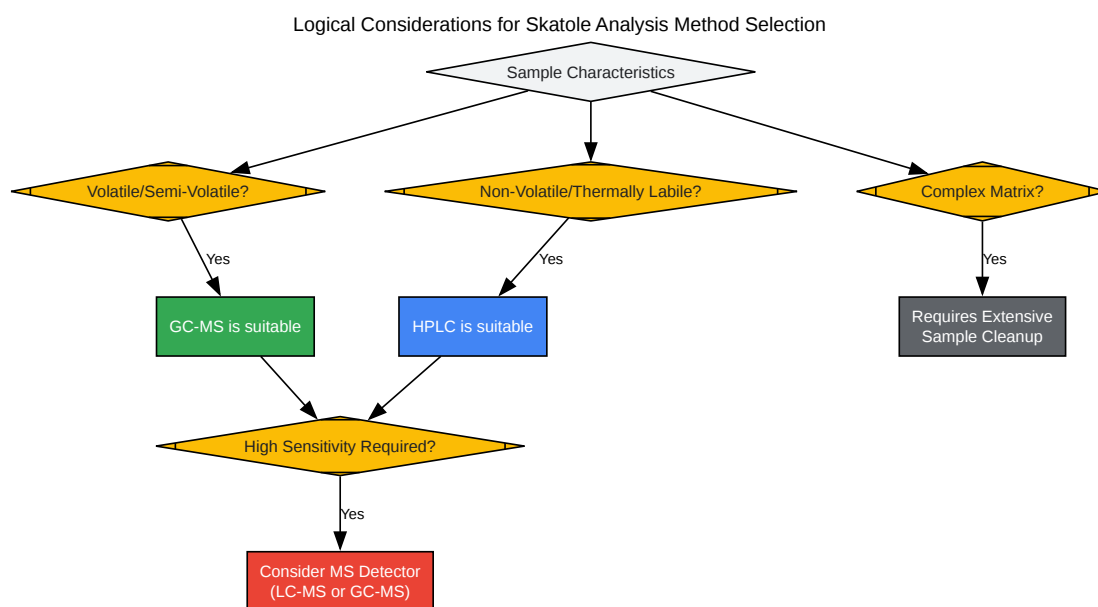 Logical Considerations for Skatole Analysis Method Selection
Sample Characteristics
Volatile/Semi-Volatile?
Non-Volatile/Thermally Labile?
Complex Matrix?
Yes
Yes
Yes
GC-MS is suitable
HPLC is suitable
Requires Extensive
Sample Cleanup
High Sensitivity Required?
Yes
Consider MS Detector
(LC-MS or GC-MS)